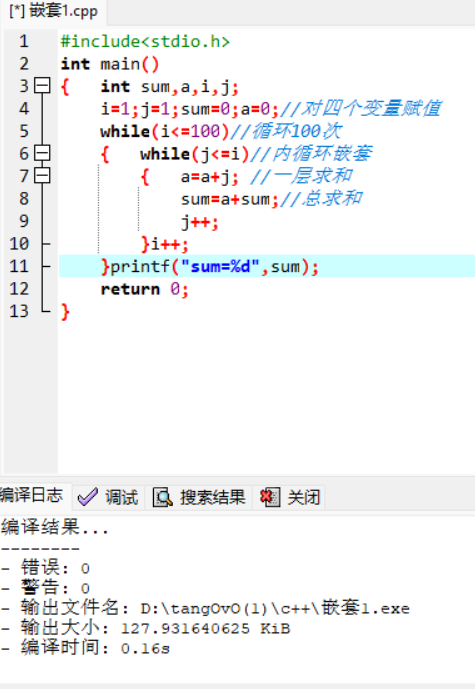 [*] 嵌套1.cpp
1 #include<stdio.h>
2 int main()
3 { int sum,a,i,j;
4 i=1;j=1;sum=0;a=0;//对四个变量赋值
5 while(i<=100)//循环100次
6 { while(j<=i)//内循环嵌套
7 { a=a+j; //一层求和
8 sum=a+sum;//总求和
9 j++;
10 }i++;
11 }printf("sum=%d",sum);
12 return 0;
13 }
编译日志 调试 搜索结果 关闭
编译结果...
--------
- 错误: 0
- 警告: 0
- 输出文件名: D:\tangOvO(1)\c++\嵌套1.exe
- 输出大小: 127.931640625 KiB
- 编译时间: 0.16s